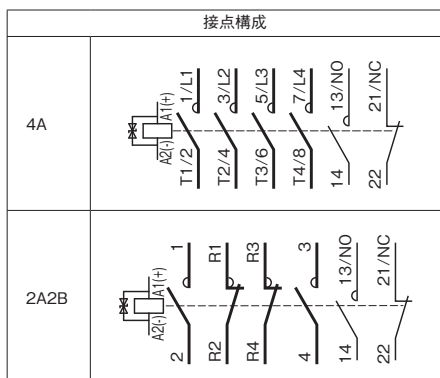 接点構成
4A
A1(+) 1/L1 3/L2 5/L3 7/L4 13/NO 21/NC
A2(-) T1/2 T2/4 T3/6 T4/8 14 22
2A2B
A1(+) 1 R1 R3 3 13/NO 21/NC
A2(-) 2 R2 R4 4 14 22